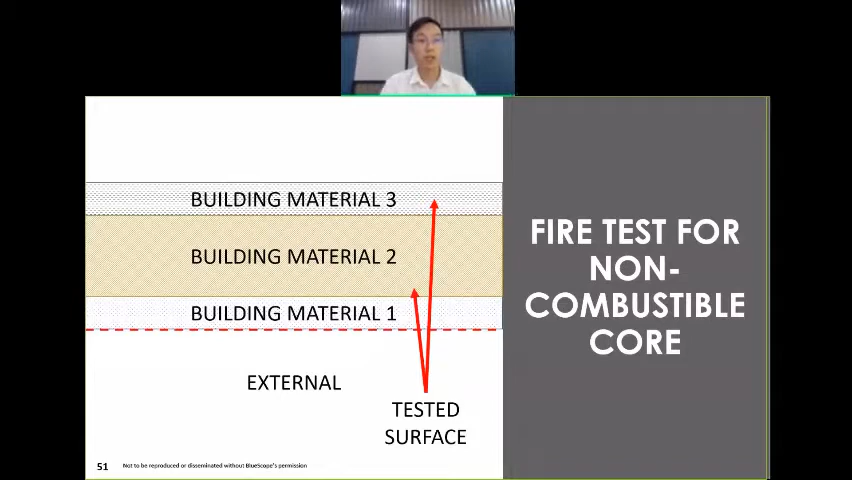 BUILDING MATERIAL 3
BUILDING MATERIAL 2
BUILDING MATERIAL 1
EXTERNAL
TESTED
SURFACE
FIRE TEST FOR
NON-
COMBUSTIBLE
CORE
51
Not to be reproduced or disseminated without BlueScope's permission